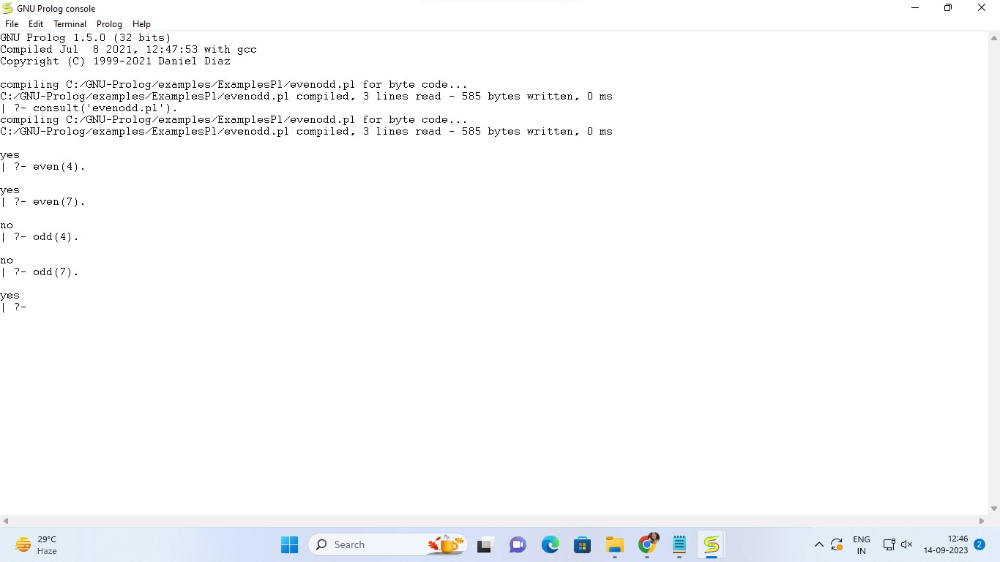 GNU Prolog console
File Edit Terminal Prolog Help
GNU Prolog 1.5.0 (32 bits)
Compiled Jul  8 2021, 12:47:53 with gcc
Copyright (C) 1999-2021 Daniel Diaz
compiling C:/GNU-Prolog/examples/ExamplesPl/evenodd.pl for byte code...
C:/GNU-Prolog/examples/ExamplesPl/evenodd.pl compiled, 3 lines read - 585 bytes written, 0 ms
| ?- consult('evenodd.pl').
compiling C:/GNU-Prolog/examples/ExamplesPl/evenodd.pl for byte code...
C:/GNU-Prolog/examples/ExamplesPl/evenodd.pl compiled, 3 lines read - 585 bytes written, 0 ms
yes
| ?- even(4).
yes
| ?- even(7).
no
| ?- odd(4).
no
| ?- odd(7).
yes
| ?-
29°C
Haze
Search
ENG
IN
12:46
14-09-2023
2